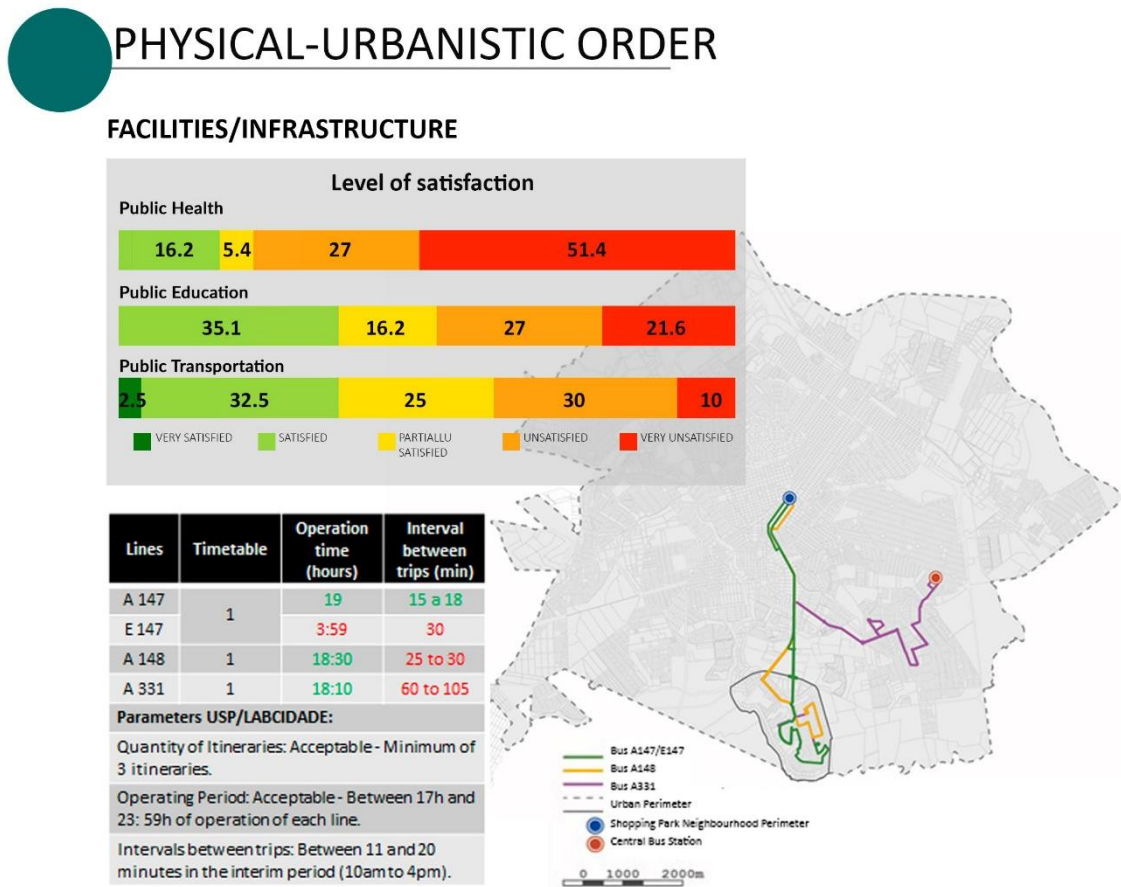 PHYSICAL-URBANISTIC ORDER
FACILITIES/INFRASTRUCTURE
Level of satisfaction
Public Health
16.2 5.4 27 51.4
Public Education
35.1 16.2 27 21.6
Public Transportation
2.5 32.5 25 30 10
VERY SATISFIED SATISFIED PARTIALLU UNSATISFIED VERY UNSATISFIED
SATISFIED
Lines Timetable Operation time (hours) Interval between trips (min)
A 147 1 19 15 a 18
E 147 3:59 30
A 148 1 18:30 25 to 30
A 331 1 18:10 60 to 105
Parameters USP/LABCIDADE:
Quantity of Itineraries: Acceptable - Minimum of
3 itineraries.
Operating Period: Acceptable - Between 17h and
23: 59h of operation of each line.
Intervals between trips: Between 11 and 20
minutes in the interim period (10am to 4pm).
Bus A147/E147
Bus A148
Bus A331
Urban Perimeter
Shopping Park Neighbourhood Perimeter
Central Bus Station
0 1000 2000m